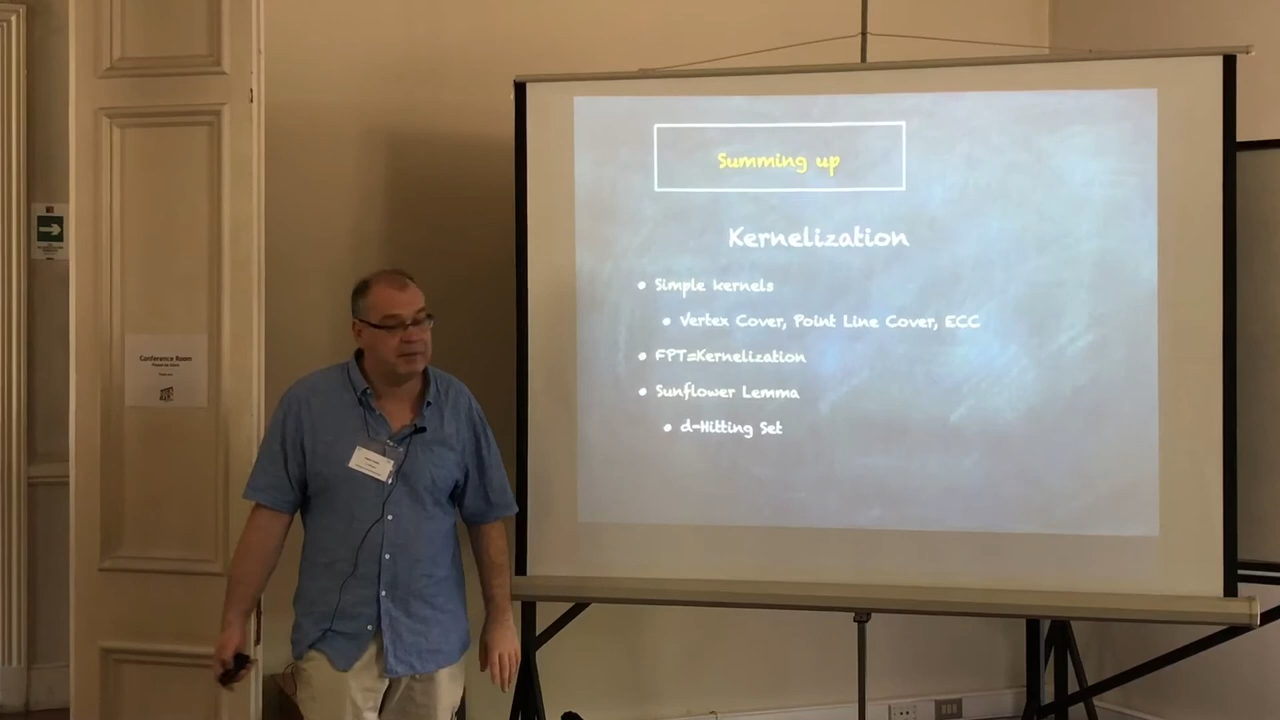 Summing up
Kernelization
• Simple kernels
• Vertex Cover, Point Line Cover, ECC
• FPT=Kernelization
• Sunflower Lemma
• d-Hitting Set
Conference Room